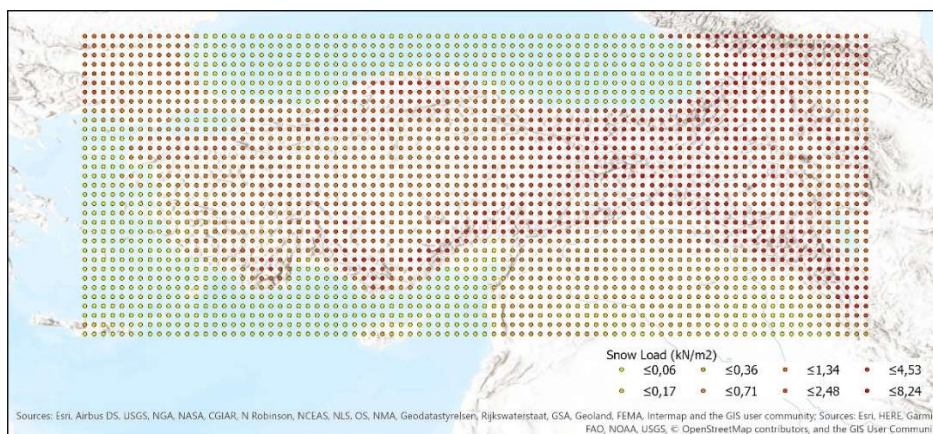 Snow Load (kN/m2)
≤0,06 ≤0,36 ≤1,34 ≤4,53
≤0,17 ≤0,71 ≤2,48 ≤8,24
Sources: Esri, Airbus DS, USGS, NGA, NASA, CGIAR, N Robinson, NCEAS, NLS, OS, NMA, Geodatastyrelsen, Rijkswaterstaat, GSA, Geoland, FEMA, Intermap and the GIS user community; Sources: Esri, HERE, Garmi
FAO, NOAA, USGS, © OpenStreetMap contributors, and the GIS User Communi